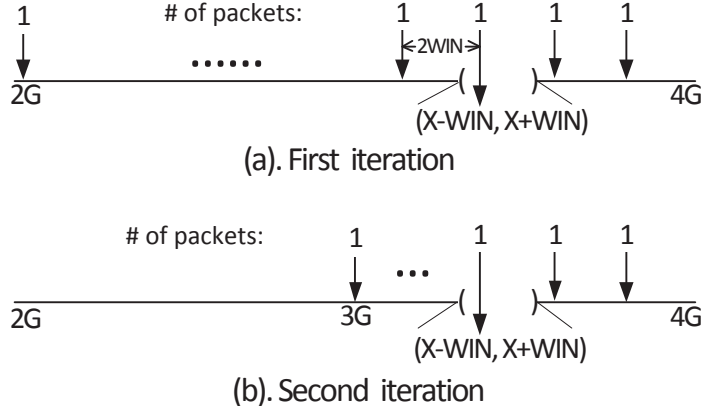 1 # of packets: 1 1 1 1
2WIN
......
( )
2G 4G
(X-WIN, X+WIN)
(a). First iteration
# of packets: 1 1 1 1
...
( )
2G 3G 4G
(X-WIN, X+WIN)
(b). Second iteration